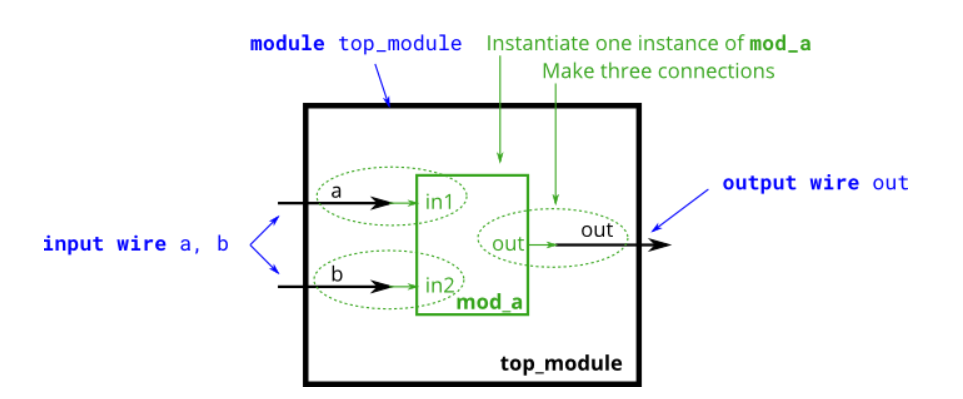 module top_module
Instantiate one instance of mod_a
Make three connections
output wire out
input wire a, b
a
in1
out
out
b
in2
mod_a
top_module